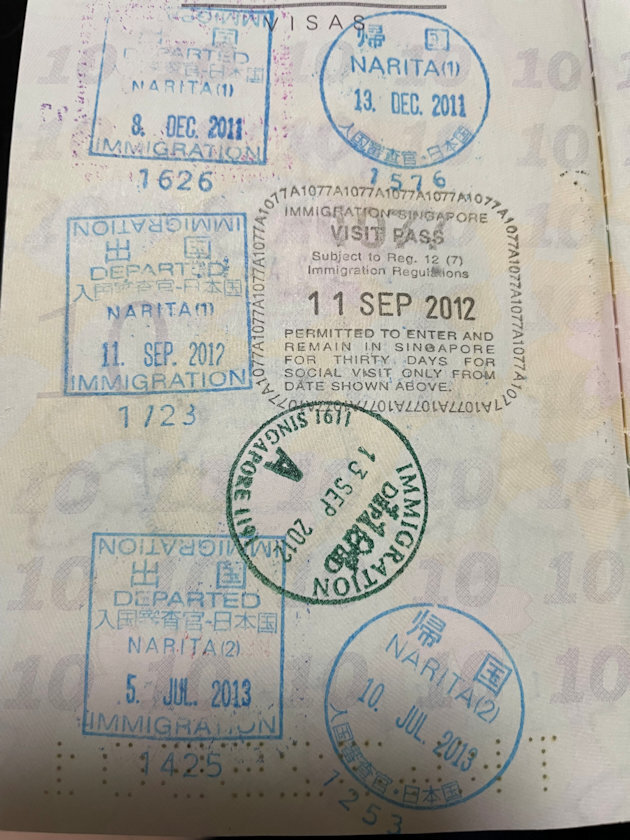 VISAS
IMMIGRATION
DEPARTED
入国審査官-日本国
NARITA(1)
8. DEC. 2011
IMMIGRATION
1626
帰 国
NARITA(1)
13. DEC. 2011
入国審査官・日本国
1576
IMMIGRATION
出 国
DEPARTED
入国審査官-日本国
NARITA(1)
11. SEP. 2012
IMMIGRATION
1723
1077A1077A1077A1077A1077A1077A
IMMIGRATION SINGAPORE
VISIT PASS
Subject to Reg. 12 (7)
Immigration Regulations
11 SEP 2012
PERMITTED TO ENTER AND
REMAIN IN SINGAPORE
FOR THIRTY DAYS FOR
SOCIAL VISIT ONLY FROM
DATE SHOWN ABOVE.
IMMIGRATION
SINGAPORE (119)
A
13 SEP 2012
IMMIGRATION
出 国
DEPARTED
入国審査官-日本国
NARITA(2)
5. JUL. 2013
IMMIGRATION
1425
帰 国
NARITA(2)
10. JUL. 2013
入国審査官・日本国
1253